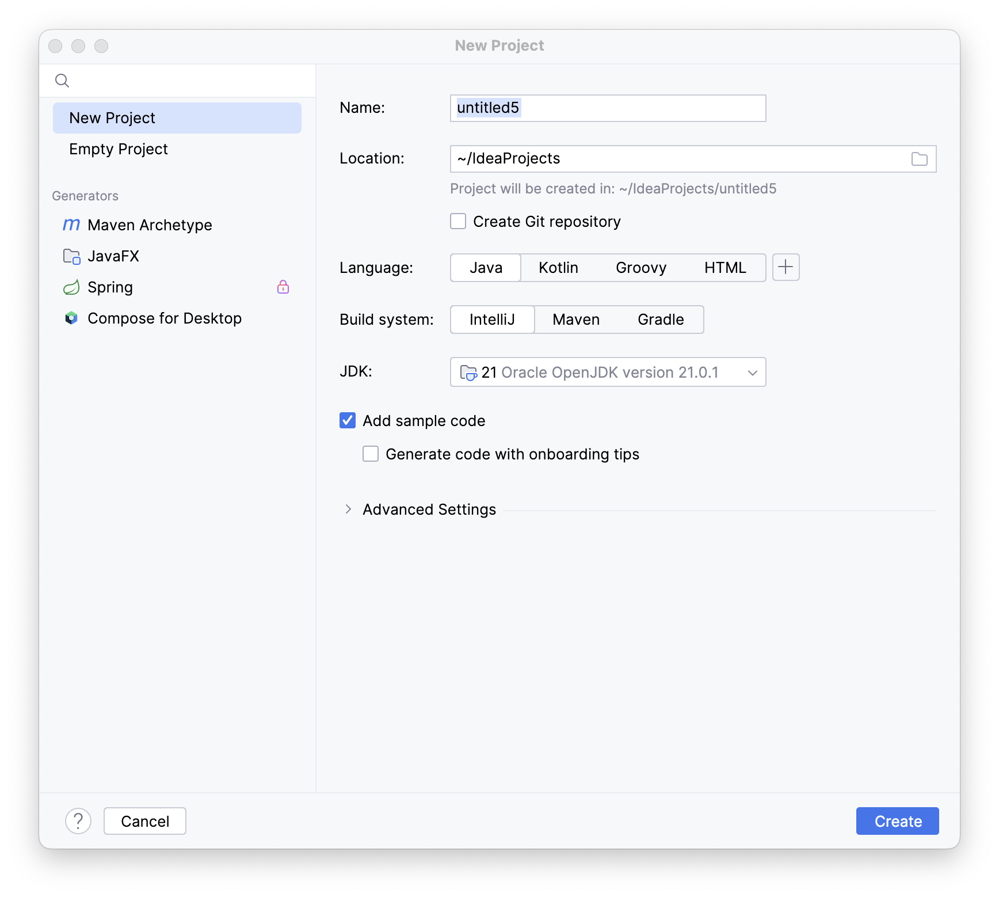 New Project
New Project
Empty Project
Generators
Maven Archetype
JavaFX
Spring
Compose for Desktop
Name: untitled5
Location: ~/IdeaProjects
Project will be created in: ~/IdeaProjects/untitled5
Create Git repository
Language: Java Kotlin Groovy HTML
Build system: IntelliJ Maven Gradle
JDK: 21 Oracle OpenJDK version 21.0.1
Add sample code
Generate code with onboarding tips
Advanced Settings
? Cancel Create